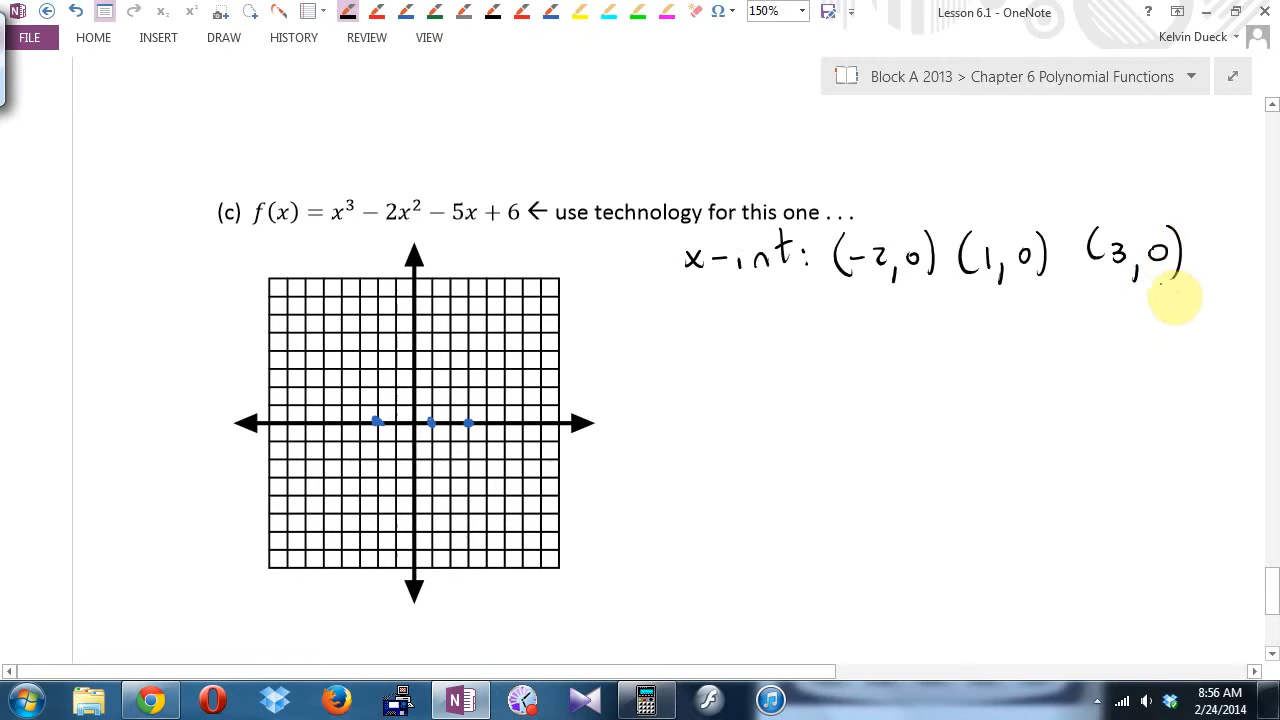 150%
Lesson 6.1 - OneNote
?
FILE
HOME
INSERT
DRAW
HISTORY
REVIEW
VIEW
Kelvin Dueck
Block A 2013 > Chapter 6 Polynomial Functions
(c) f(x) = x³ − 2x² − 5x + 6 ← use technology for this one . . .
x-int: (-2,0) (1,0) (3,0)
8:56 AM
2/24/2014